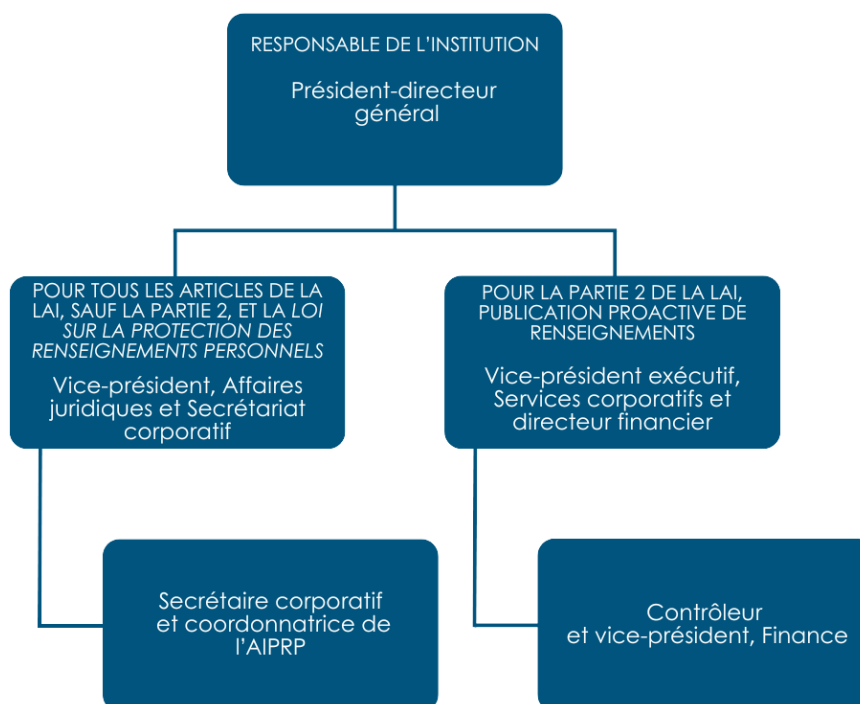 RESPONSABLE DE L’INSTITUTION
Président-directeur
général
POUR TOUS LES ARTICLES DE LA
LAI, SAUF LA PARTIE 2, ET LA LOI
SUR LA PROTECTION DES
RENSEIGNEMENTS PERSONNELS
Vice-président, Affaires
juridiques et Secrétariat
corporatif
POUR LA PARTIE 2 DE LA LAI,
PUBLICATION PROACTIVE DE
RENSEIGNEMENTS
Vice-président exécutif,
Services corporatifs et
directeur financier
Secrétaire corporatif
et coordonnatrice de
l’AIPRP
Contrôleur
et vice-président, Finance